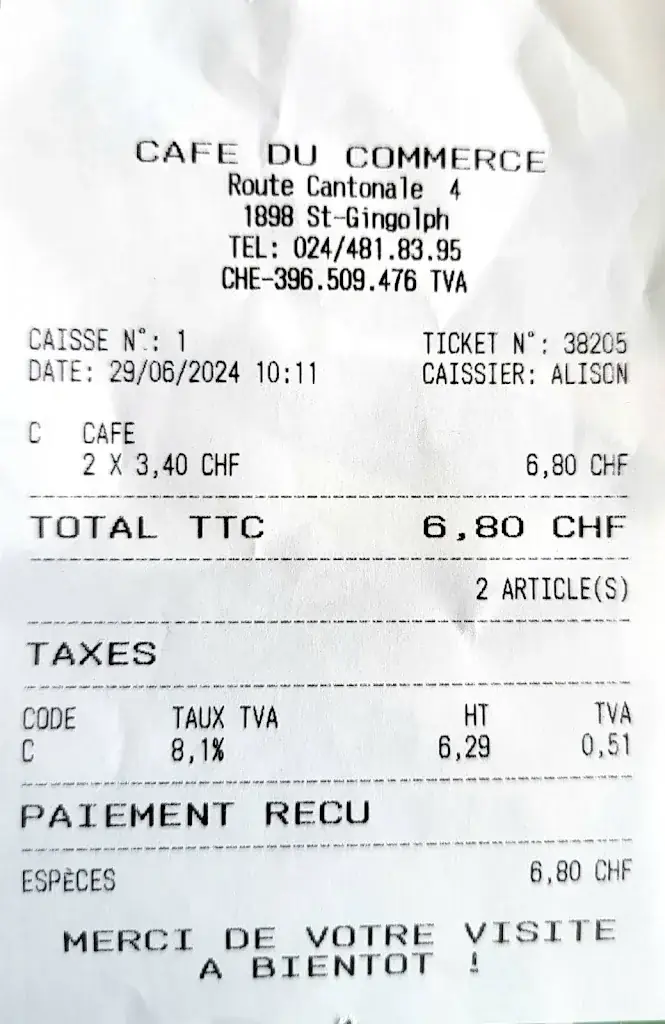 CAFE DU COMMERCE
Route Cantonale 4
1898 St-Gingolph
TEL: 024/481.83.95
CHE-396.509.476 TVA
CAISSE N°: 1 TICKET N°: 38205
DATE: 29/06/2024 10:11 CAISSIER: ALISON
C CAFE
2 X 3,40 CHF 6,80 CHF
TOTAL TTC 6,80 CHF
2 ARTICLE(S)
TAXES
CODE TAUX TVA HT TVA
C 8,1% 6,29 0,51
PAIEMENT RECU
ESPÈCES 6,80 CHF
MERCI DE VOTRE VISITE
A BIENTOT !